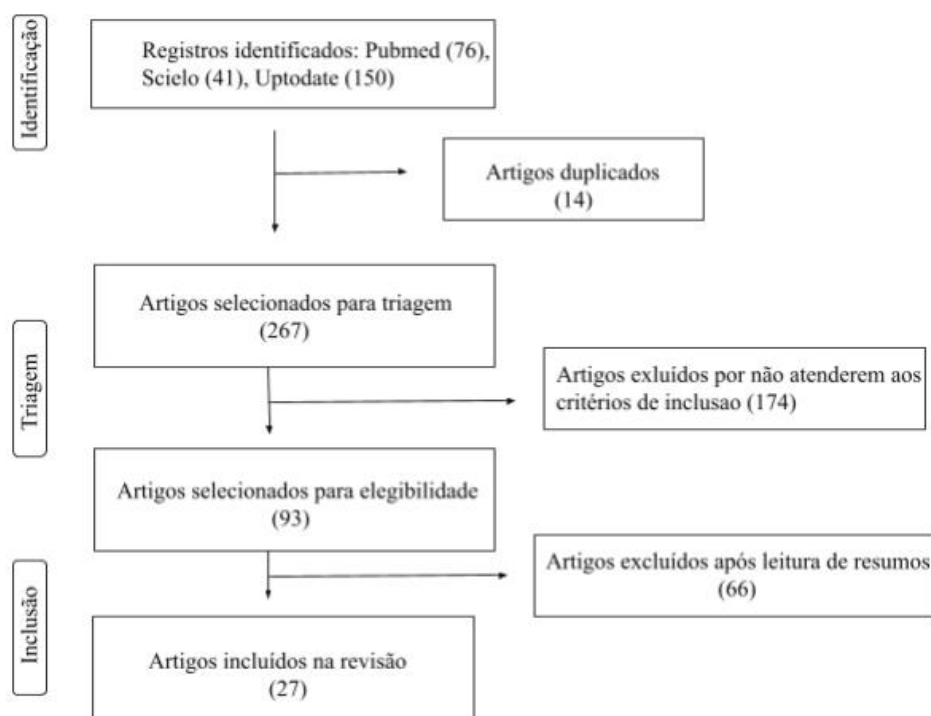 Identificação
Registros identificados: Pubmed (76),
Scielo (41), Uptodate (150)
Artigos duplicados
(14)
Triagem
Artigos selecionados para triagem
(267)
Artigos exluídos por não atenderem aos
critérios de inclusao (174)
Artigos selecionados para elegibilidade
(93)
Inclusão
Artigos excluídos após leitura de resumos
(66)
Artigos incluídos na revisão
(27)